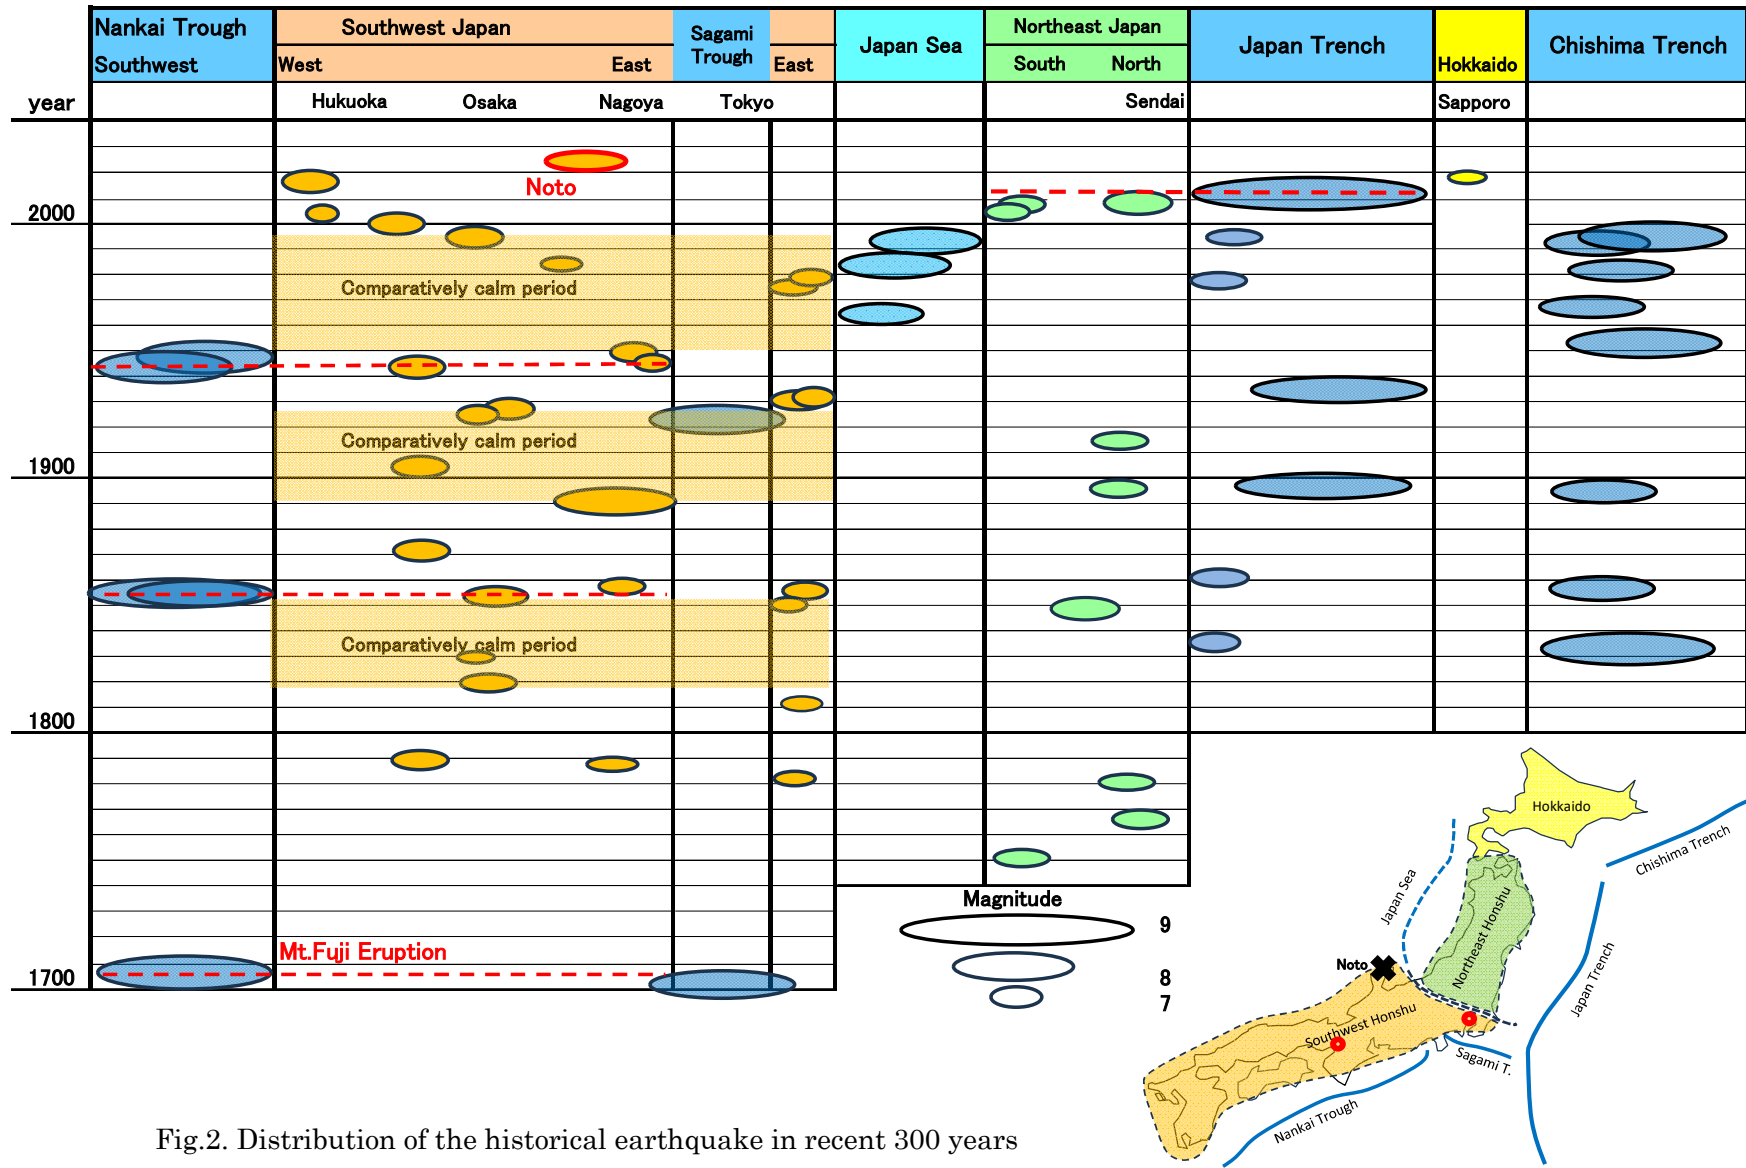 Nankai Trough
Southwest
Southwest Japan
West
East
Sagami
Trough
East
Japan Sea
Northeast Japan
South
North
Japan Trench
Hokkaido
Chishima Trench
year
Hukuoka
Osaka
Nagoya
Tokyo
Sendai
Sapporo
Noto
2000
Comparatively calm period
Comparatively calm period
1900
Comparatively calm period
1800
Mt.Fuji Eruption
1700
Magnitude
9
8
7
Hokkaido
Chishima Trench
Japan Sea
Northeast Honshu
Japan Trench
Noto
Southwest Honshu
Sagami T.
Nankai Trough
Fig.2. Distribution of the historical earthquake in recent 300 years